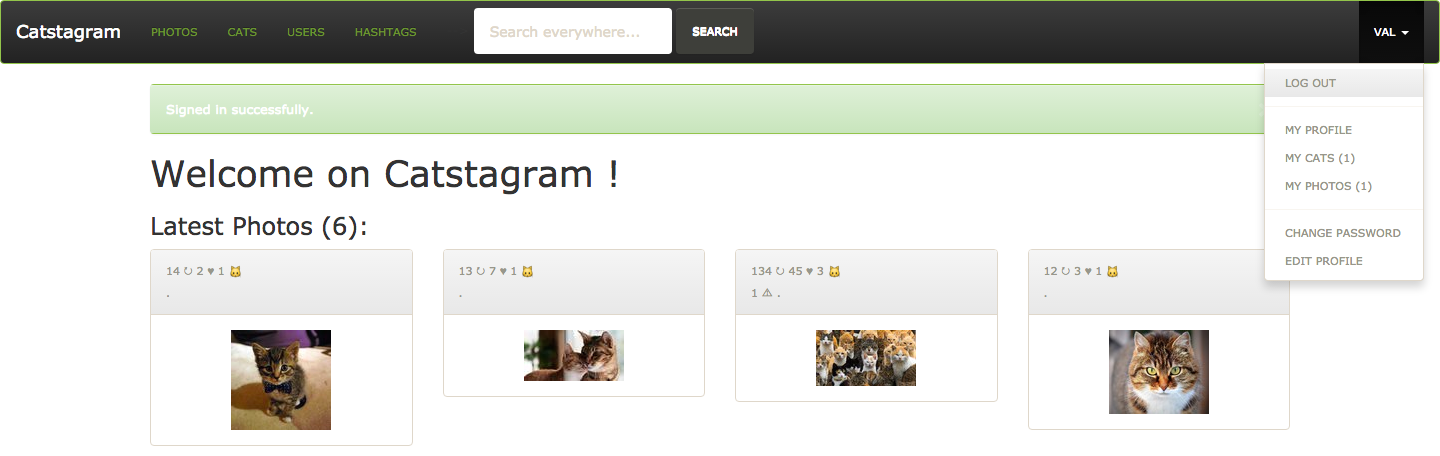 Catstagram PHOTOS CATS USERS HASHTAGS Search everywhere... SEARCH VAL
LOG OUT
MY PROFILE
MY CATS (1)
MY PHOTOS (1)
CHANGE PASSWORD
EDIT PROFILE
Signed in successfully.
Welcome on Catstagram !
Latest Photos (6):
14 ↻ 2 ♥ 1 🐱
.
13 ↻ 7 ♥ 1 🐱
.
134 ↻ 45 ♥ 3 🐱
1 ⚠ .
12 ↻ 3 ♥ 1 🐱
.